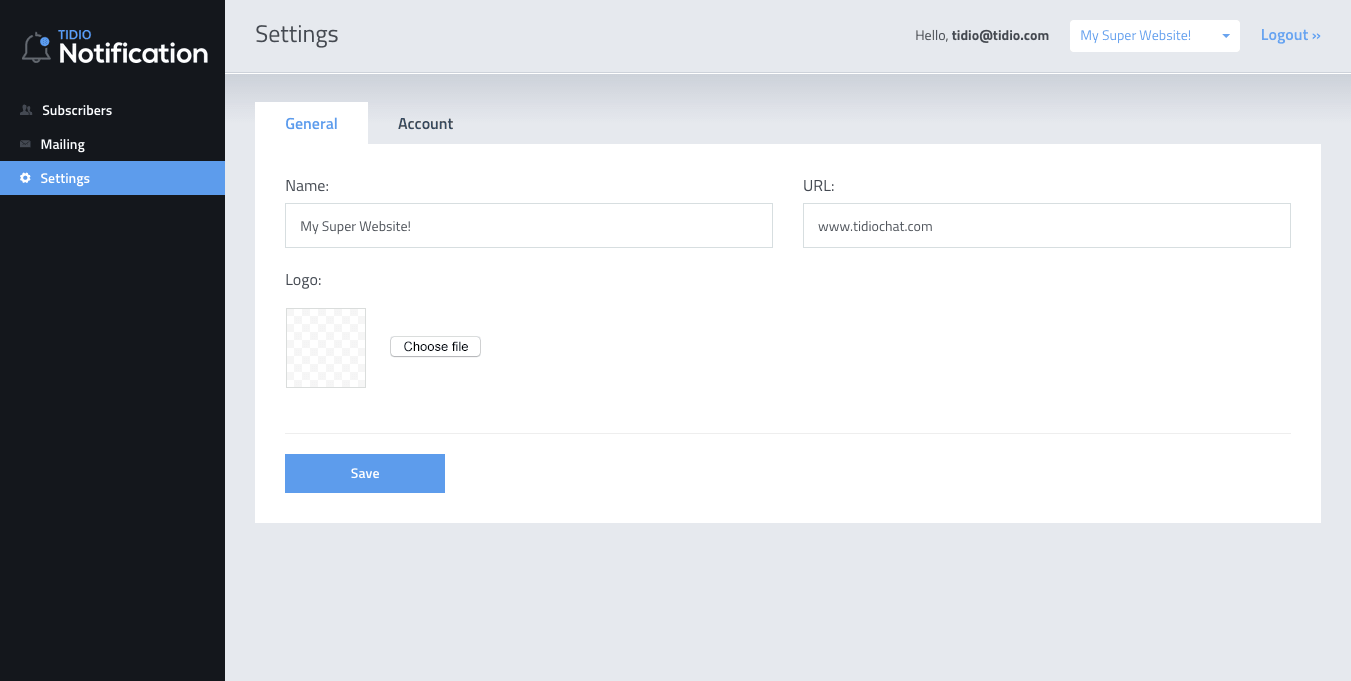 TIDIO
Notification
Subscribers
Mailing
Settings
Settings
Hello, tidio@tidio.com
My Super Website!
Logout »
General
Account
Name:
URL:
My Super Website!
www.tidiochat.com
Logo:
Choose file
Save